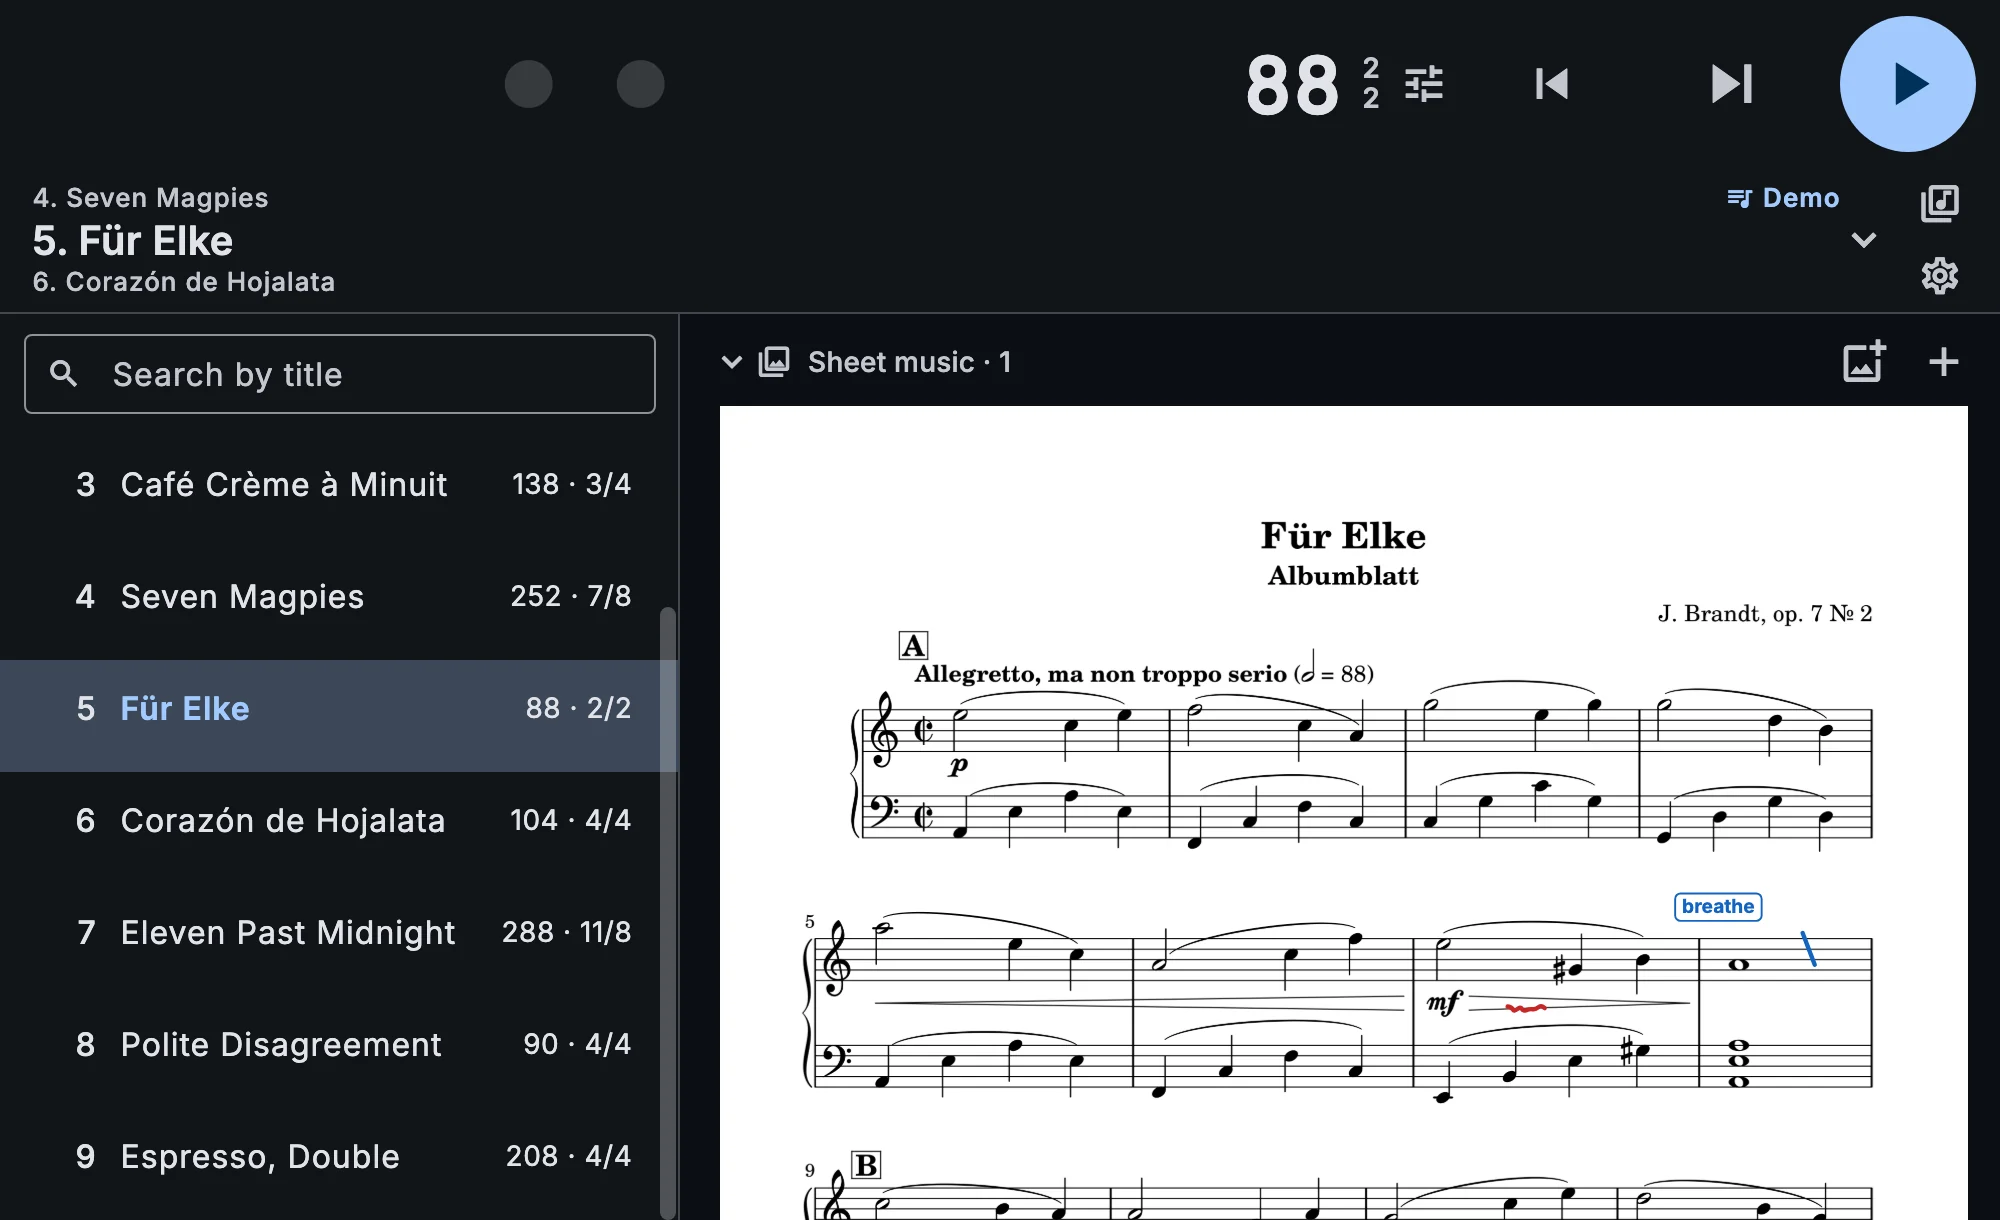 88 2
2
4. Seven Magpies
5. Für Elke
6. Corazón de Hojalata
Demo
Search by title
3 Café Crème à Minuit 138 · 3/4
4 Seven Magpies 252 · 7/8
5 Für Elke 88 · 2/2
6 Corazón de Hojalata 104 · 4/4
7 Eleven Past Midnight 288 · 11/8
8 Polite Disagreement 90 · 4/4
9 Espresso, Double 208 · 4/4
Sheet music · 1
Für Elke
Albumblatt
J. Brandt, op. 7 № 2
A
Allegretto, ma non troppo serio (𝅗𝅥 = 88)
p
breathe
5
mf
9
B